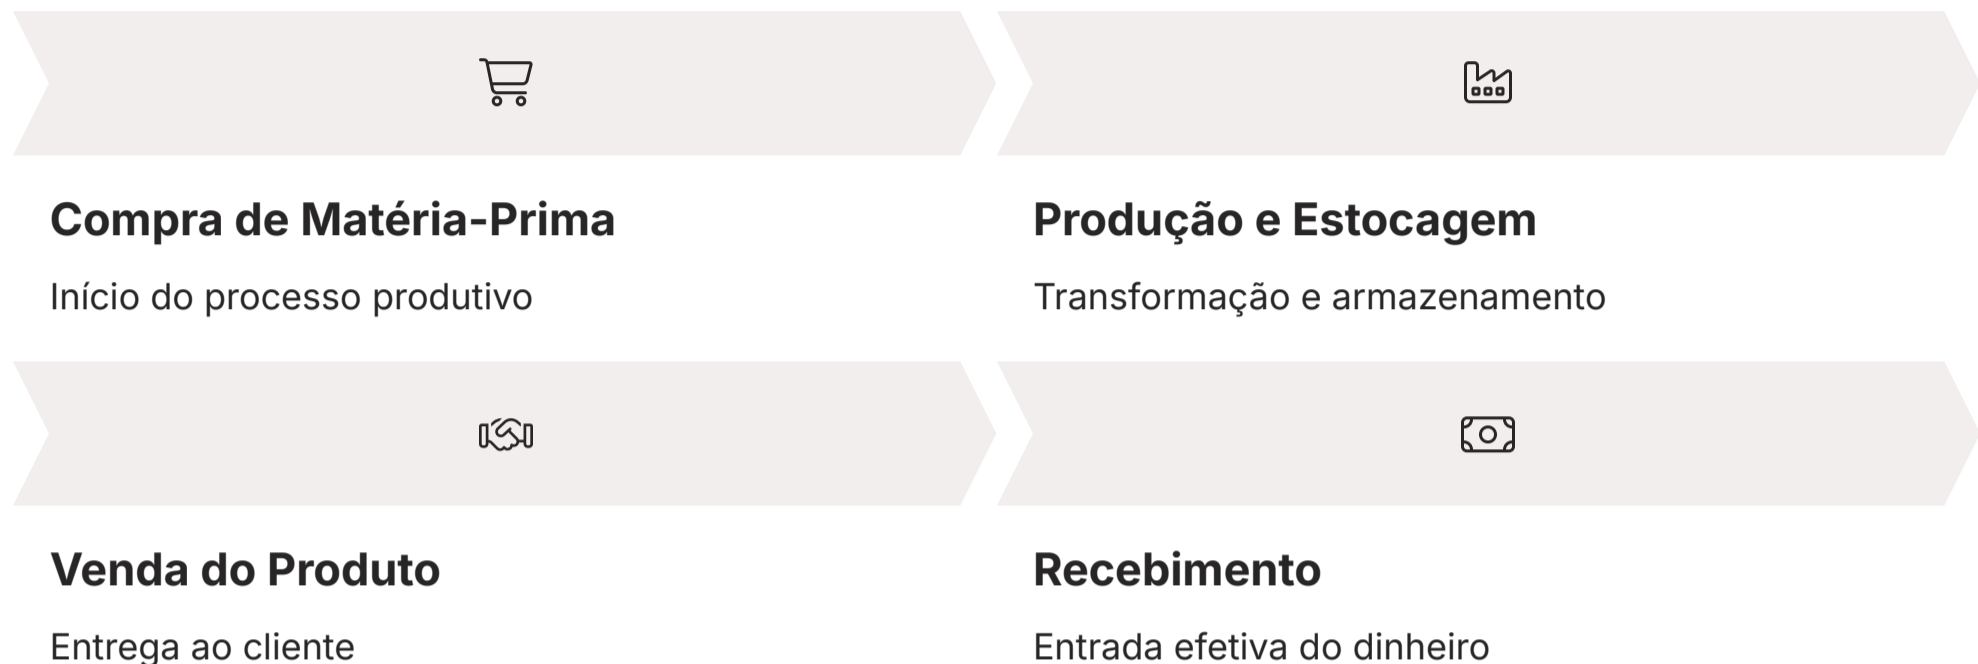 Compra de Matéria-Prima
Início do processo produtivo
Produção e Estocagem
Transformação e armazenamento
Venda do Produto
Entrega ao cliente
Recebimento
Entrada efetiva do dinheiro